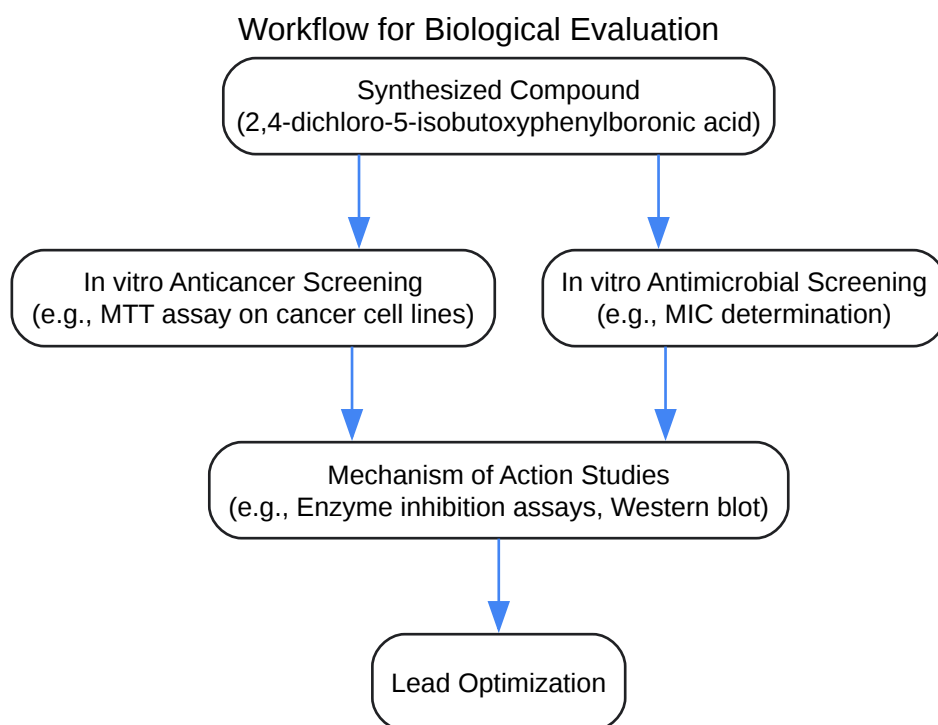 Workflow for Biological Evaluation
Synthesized Compound
(2,4-dichloro-5-isobutoxyphenylboronic acid)
In vitro Anticancer Screening
(e.g., MTT assay on cancer cell lines)
In vitro Antimicrobial Screening
(e.g., MIC determination)
Mechanism of Action Studies
(e.g., Enzyme inhibition assays, Western blot)
Lead Optimization